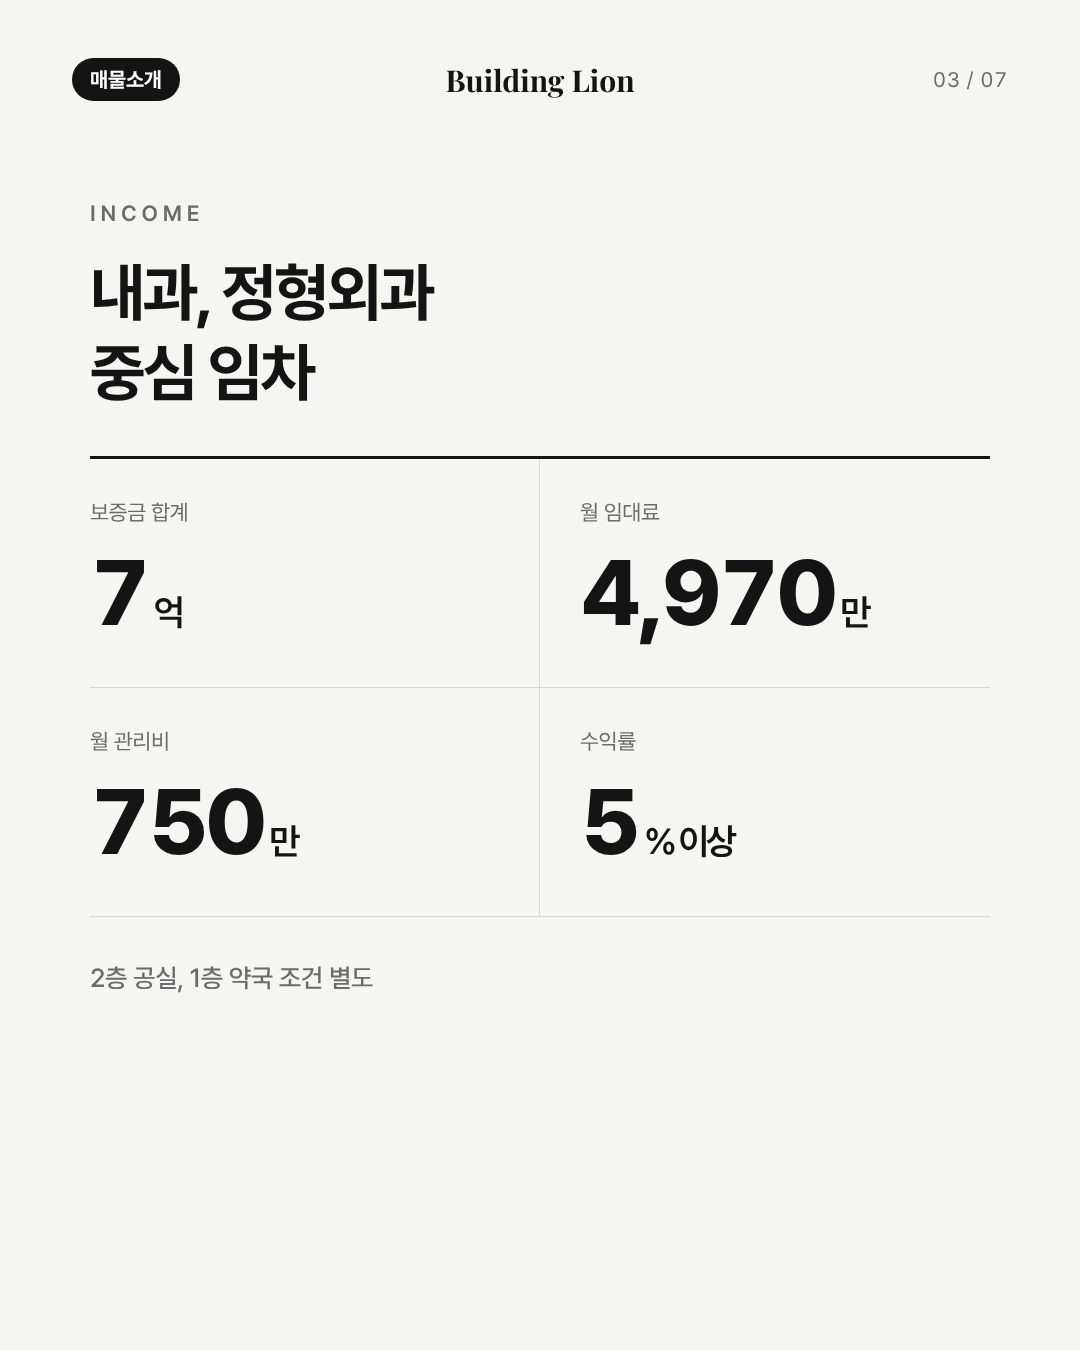 매물소개
Building Lion
03 / 07
INCOME
내과, 정형외과
중심 임차
보증금 합계
7억
월 임대료
4,970만
월 관리비
750만
수익률
5%이상
2층 공실, 1층 약국 조건 별도